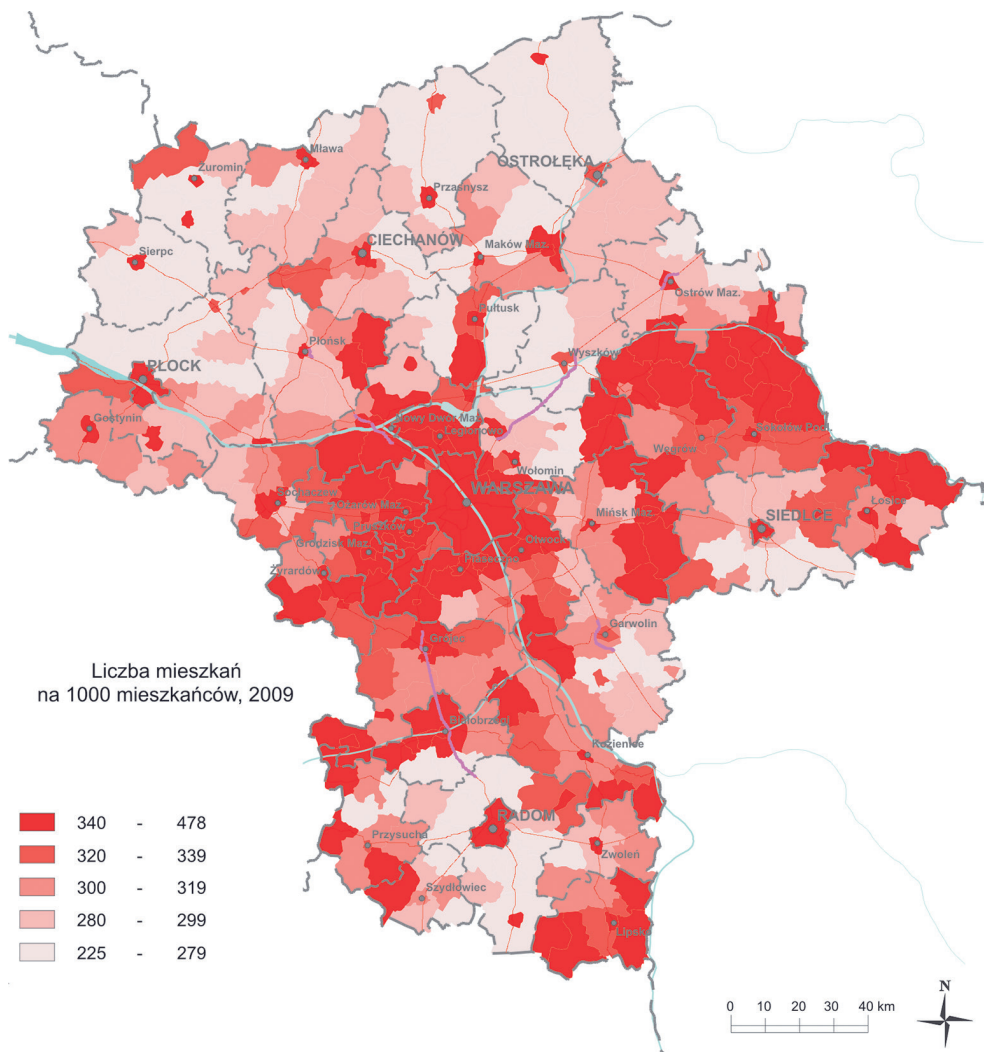 Mława
Żuromin
OSTROŁĘKA
Przasnysz
CIECHANÓW
Maków Maz.
Sierpc
Ostrów Maz.
Pułtusk
Płońsk
Wyszków
PŁOCK
Gostynin
Nowy Dwór Maz.
Legionowo
Sokołów Podl.
Węgrów
Wołomin
WARSZAWA
Sochaczew
Ożarów Maz.
Łosice
Mińsk Maz.
SIEDLCE
Pruszków
Otwock
Grodzisk Maz.
Piaseczno
Żyrardów
Garwolin
Grójec
Liczba mieszkań
na 1000 mieszkańców, 2009
Białobrzegi
Kozienice
RADOM
340 - 478
Przysucha
320 - 339
Zwoleń
300 - 319
Szydłowiec
280 - 299
Lipsko
225 - 279
N
0 10 20 30 40 km